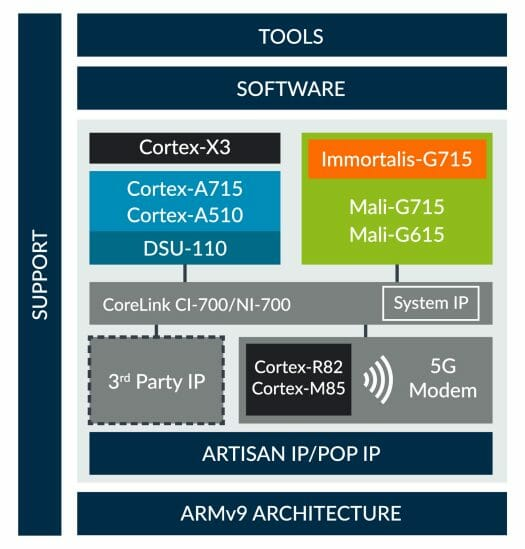 SUPPORT
TOOLS
SOFTWARE
Cortex-X3
Cortex-A715
Cortex-A510
DSU-110
Immortalis-G715
Mali-G715
Mali-G615
CoreLink CI-700/NI-700
System IP
3rd Party IP
Cortex-R82
Cortex-M85
5G
Modem
ARTISAN IP/POP IP
ARMv9 ARCHITECTURE